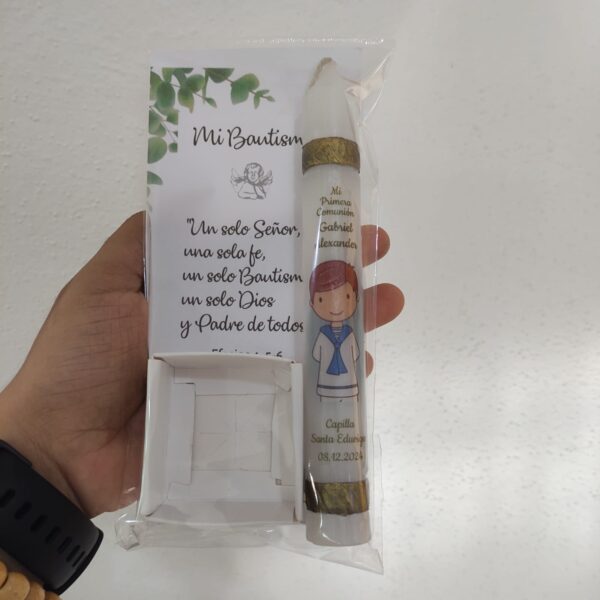 Mi Bautism
"Un solo Señor,
una sola fe,
un solo Bautism
un solo Dios
y Padre de todos
Mi
Primera
Comunión
Gabriel
Alexander
Capilla
Santa Eduwiges
08.12.2024